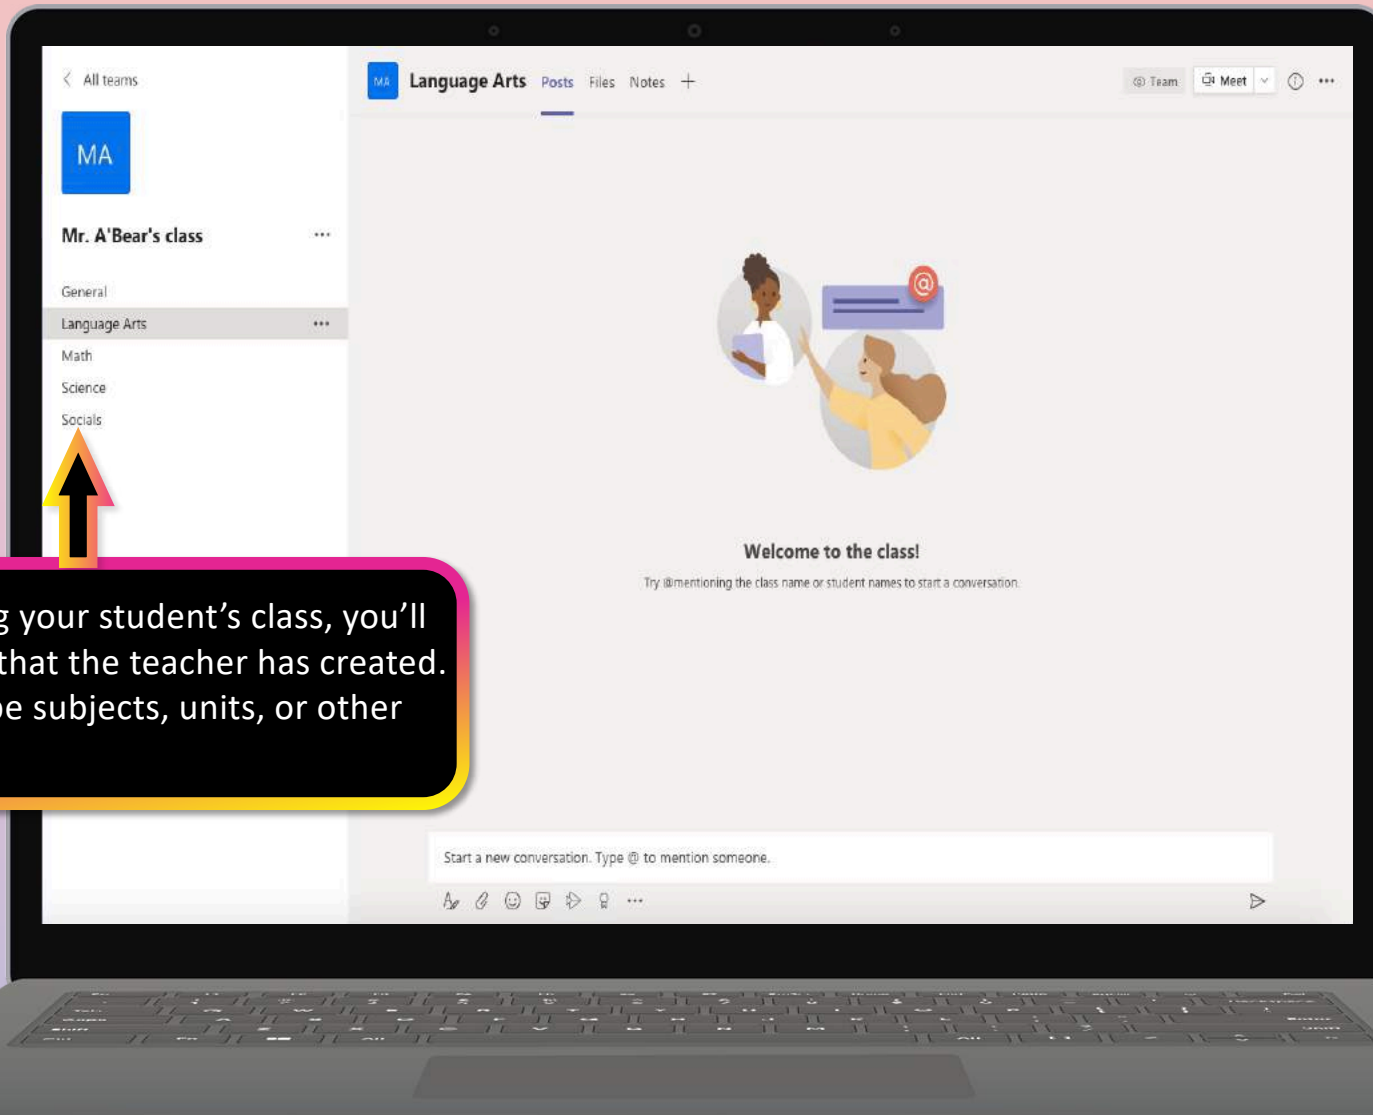 All teams
MA
Mr. A'Bear's class
General
Language Arts
Math
Science
Socials
MA Language Arts Posts Files Notes
Team Meet
Welcome to the class!
Try @mentioning the class name or student names to start a conversation.
your student's class, you'll
that the teacher has created.
subjects, units, or other
Start a new conversation. Type @ to mention someone.